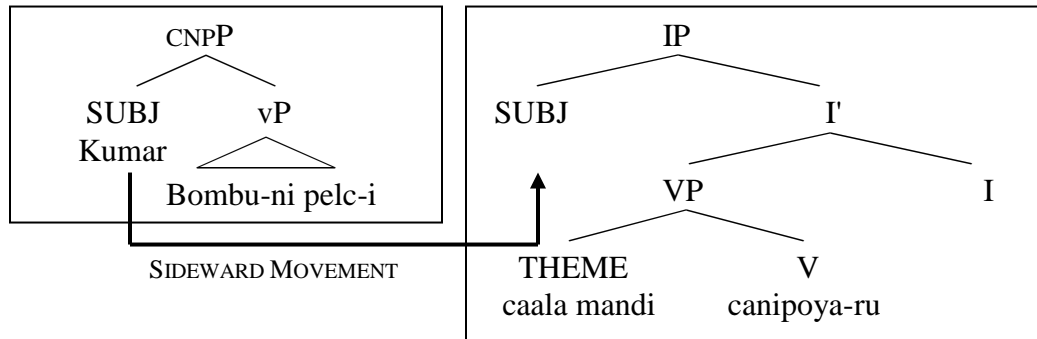 CNPP IP
SUBJ vP SUBJ I'
Kumar
Bombu-ni pelc-i VP I
SIDEWARD MOVEMENT THEME V
caala mandi canipoya-ru